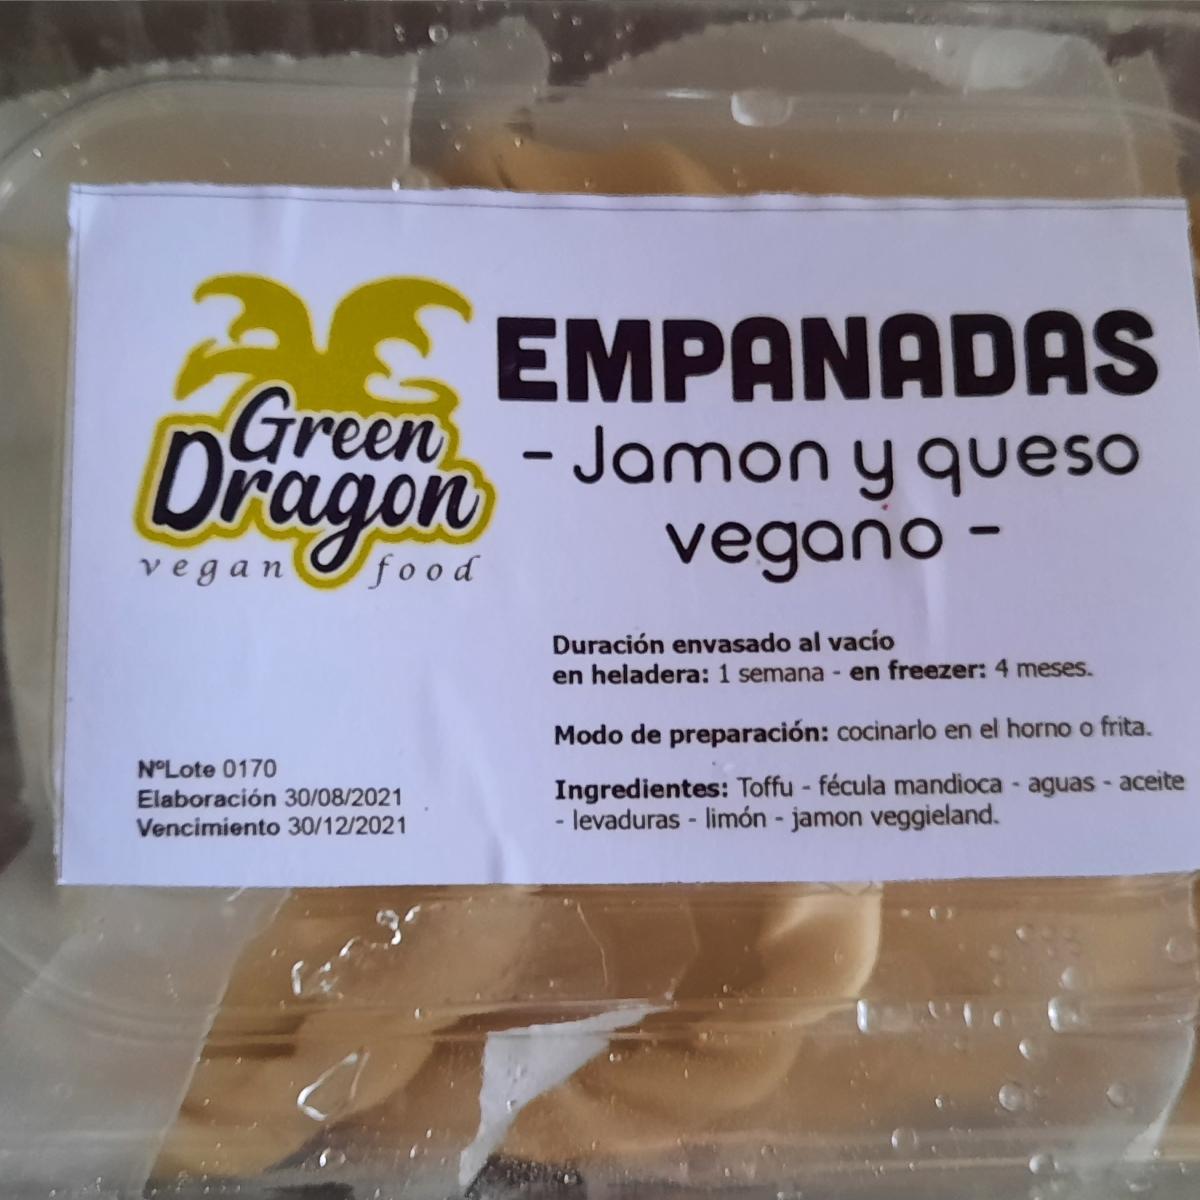 Green
Dragon
vegan food
EMPANADAS
- Jamon y queso
vegano -
Duración envasado al vacío
en heladera: 1 semana - en freezer: 4 meses.
Modo de preparación: cocinarlo en el horno o frita.
Ingredientes: Toffu - fécula mandioca - aguas - aceite
- levaduras - limón - jamon veggieland.
NºLote 0170
Elaboración 30/08/2021
Vencimiento 30/12/2021